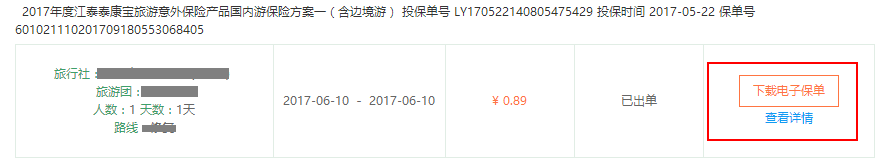 2017年度江泰泰康宝旅游意外保险产品国内游保险方案一（含边境游） 投保单号 LY170522140805475429 投保时间 2017-05-22 保单号
601021110201709180553068405
旅行社：
旅游团：
人数：1 天数：1天
路线
2017-06-10 - 2017-06-10
¥ 0.89
已出单
下载电子保单
查看详情